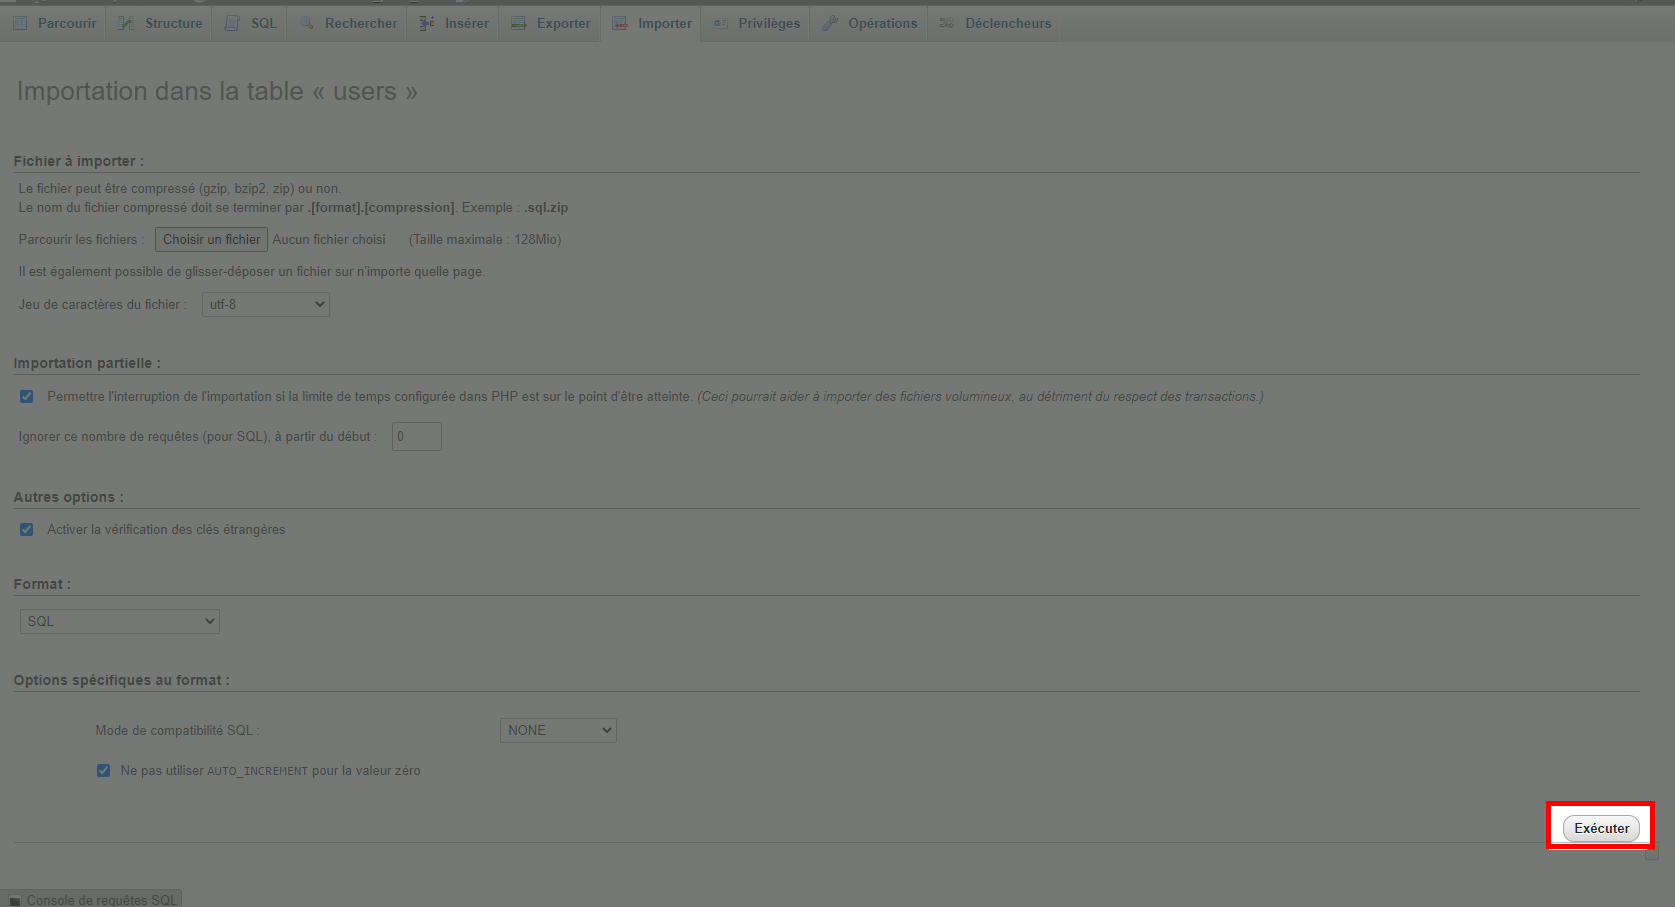 Parcourir Structure SQL Rechercher Insérer Exporter Importer Privilèges Opérations Déclencheurs
Importation dans la table « users »
Fichier à importer :
Le fichier peut être compressé (gzip, bzip2, zip) ou non.
Le nom du fichier compressé doit se terminer par .[format].[compression]. Exemple : .sql.zip
Parcourir les fichiers : Choisir un fichier Aucun fichier choisi (Taille maximale : 128Mio)
Il est également possible de glisser-déposer un fichier sur n'importe quelle page.
Jeu de caractères du fichier : utf-8
Importation partielle :
Permettre l'interruption de l'importation si la limite de temps configurée dans PHP est sur le point d'être atteinte. (Ceci pourrait aider à importer des fichiers volumineux, au détriment du respect des transactions.)
Ignorer ce nombre de requêtes (pour SQL), à partir du début : 0
Autres options :
Activer la vérification des clés étrangères
Format :
SQL
Options spécifiques au format :
Mode de compatibilité SQL : NONE
Ne pas utiliser AUTO_INCREMENT pour la valeur zéro
Exécuter
Console de requêtes SQL